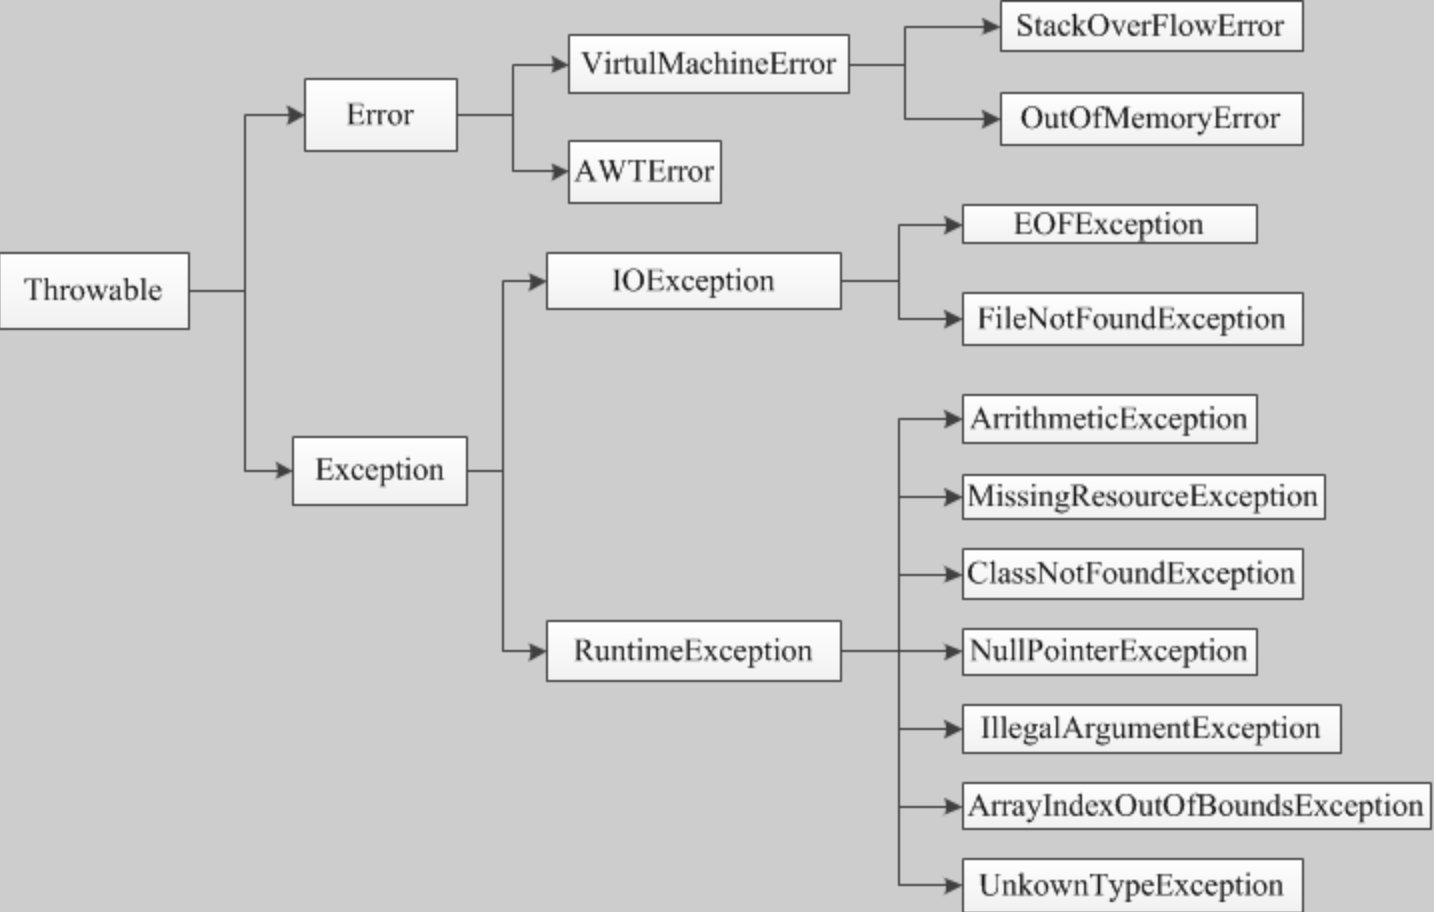 StackOverFlowError
VirtulMachineError
Error
OutOfMemoryError
AWTError
EOFException
Throwable
IOException
FileNotFoundException
ArrithmeticException
Exception
MissingResourceException
ClassNotFoundException
RuntimeException
NullPointerException
IllegalArgumentException
ArrayIndexOutOfBoundsException
UnkownTypeException